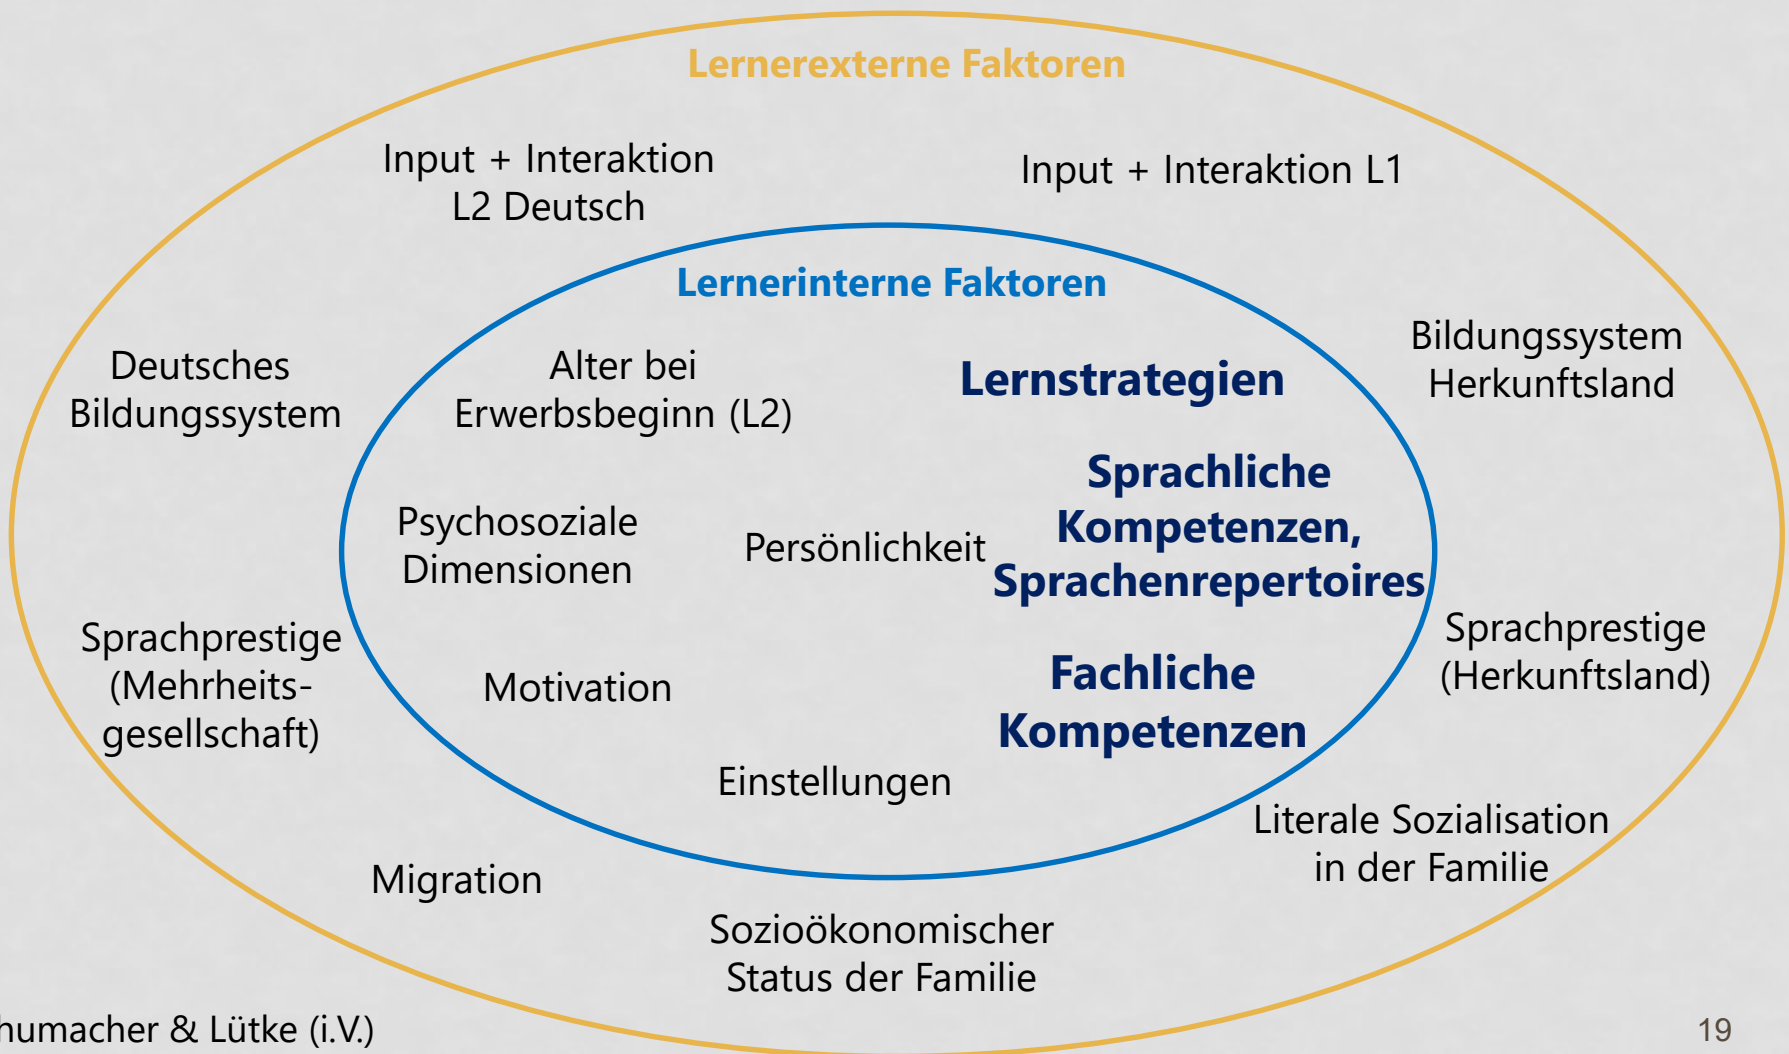 Lernerexterne Faktoren
Input + Interaktion
L2 Deutsch
Input + Interaktion L1
Lernerinterne Faktoren
Deutsches
Bildungssystem
Alter bei
Erwerbsbeginn (L2)
Lernstrategien
Bildungssystem
Herkunftsland
Psychosoziale
Dimensionen
Persönlichkeit
Sprachliche
Kompetenzen,
Sprachenrepertoires
Sprachprestige
(Mehrheits-
gesellschaft)
Motivation
Fachliche
Kompetenzen
Sprachprestige
(Herkunftsland)
Einstellungen
Literale Sozialisation
in der Familie
Migration
Sozioökonomischer
Status der Familie
humacher & Lütke (i.V.)
19